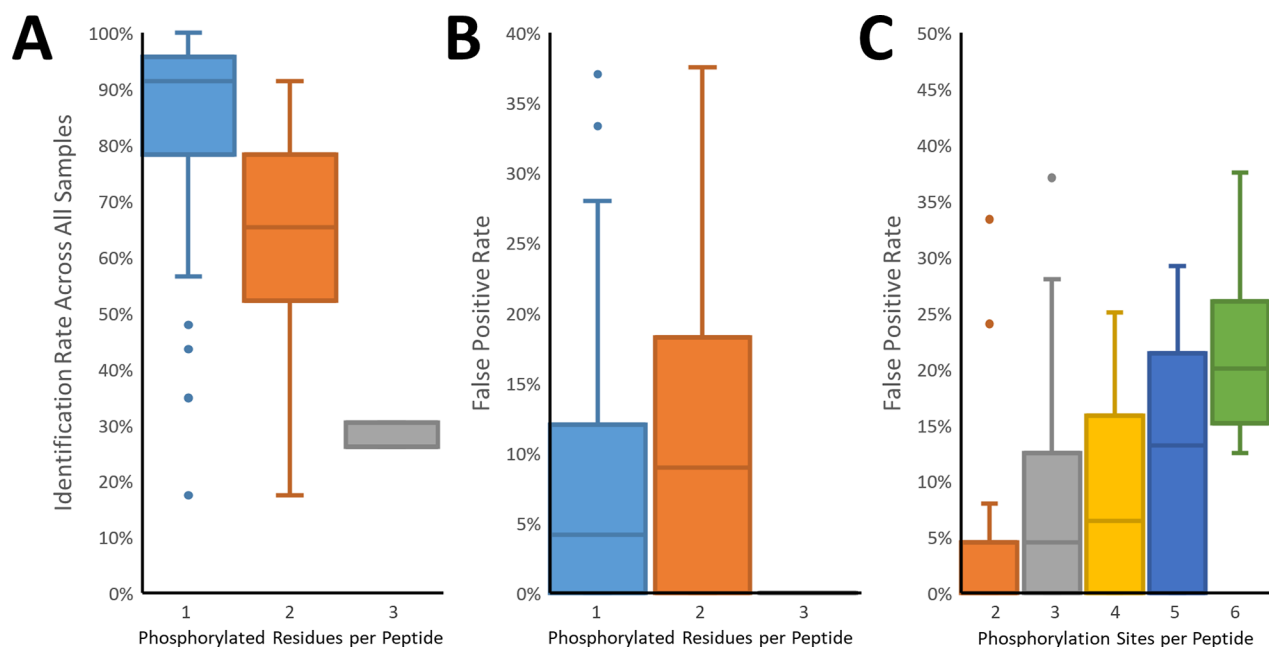 A
Identification Rate Across All Samples
100%
90%
80%
70%
60%
50%
40%
30%
20%
10%
0%
1 2 3
Phosphorylated Residues per Peptide
B
False Positive Rate
40%
35%
30%
25%
20%
15%
10%
5%
0%
1 2 3
Phosphorylated Residues per Peptide
C
False Positive Rate
50%
45%
40%
35%
30%
25%
20%
15%
10%
5%
0%
2 3 4 5 6
Phosphorylation Sites per Peptide